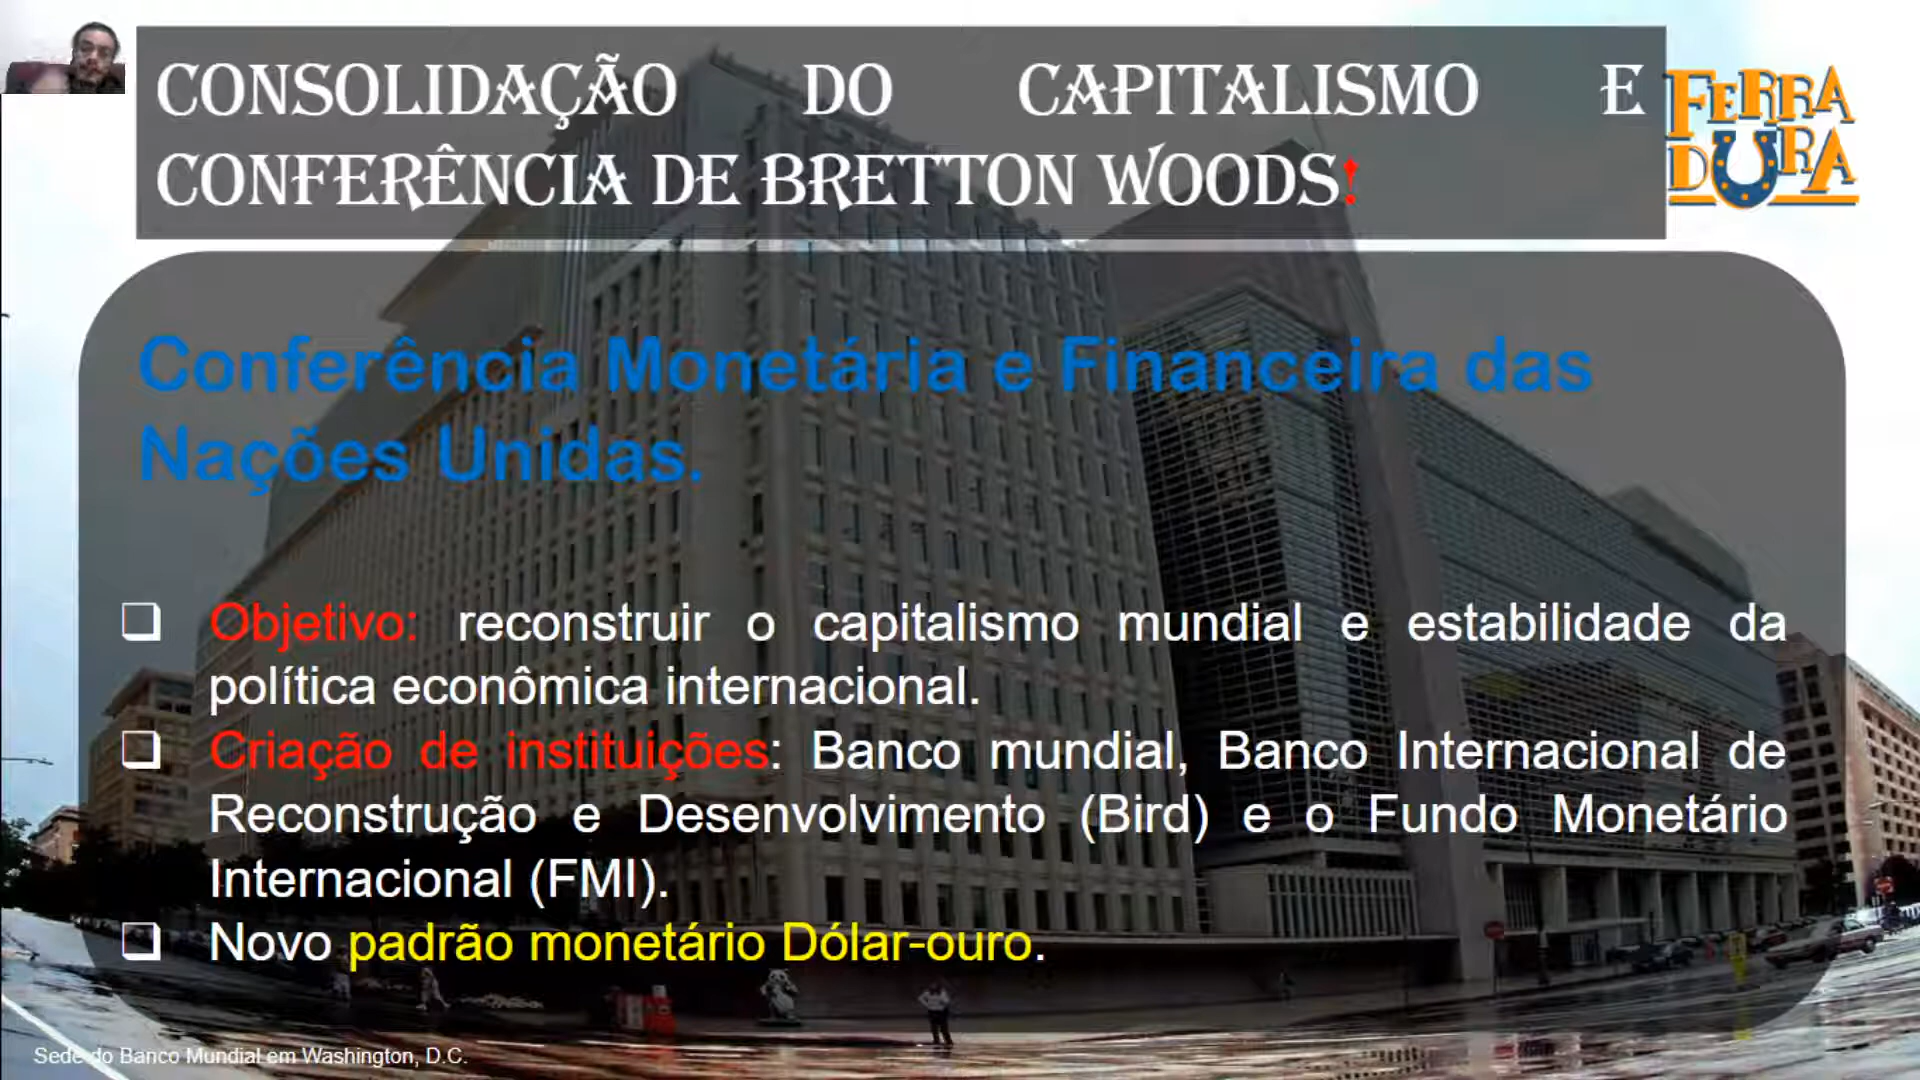 CONSOLIDAÇÃO DO CAPITALISMO E
CONFERÊNCIA DE BRETTON WOODS!
FERRA
DURA
Conferência Monetária e Financeira das
Nações Unidas.
❑ Objetivo: reconstruir o capitalismo mundial e estabilidade da
política econômica internacional.
❑ Criação de instituições: Banco mundial, Banco Internacional de
Reconstrução e Desenvolvimento (Bird) e o Fundo Monetário
Internacional (FMI).
❑ Novo padrão monetário Dólar-ouro.
Sede do Banco Mundial em Washington, D.C.